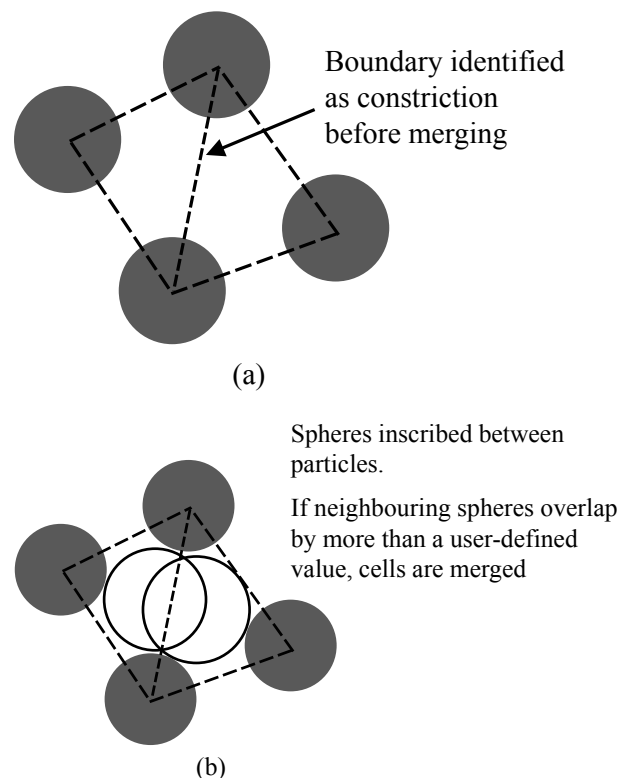 Boundary identified
as constriction
before merging
(a)
Spheres inscribed between
particles.
If neighbouring spheres overlap
by more than a user-defined
value, cells are merged
(b)